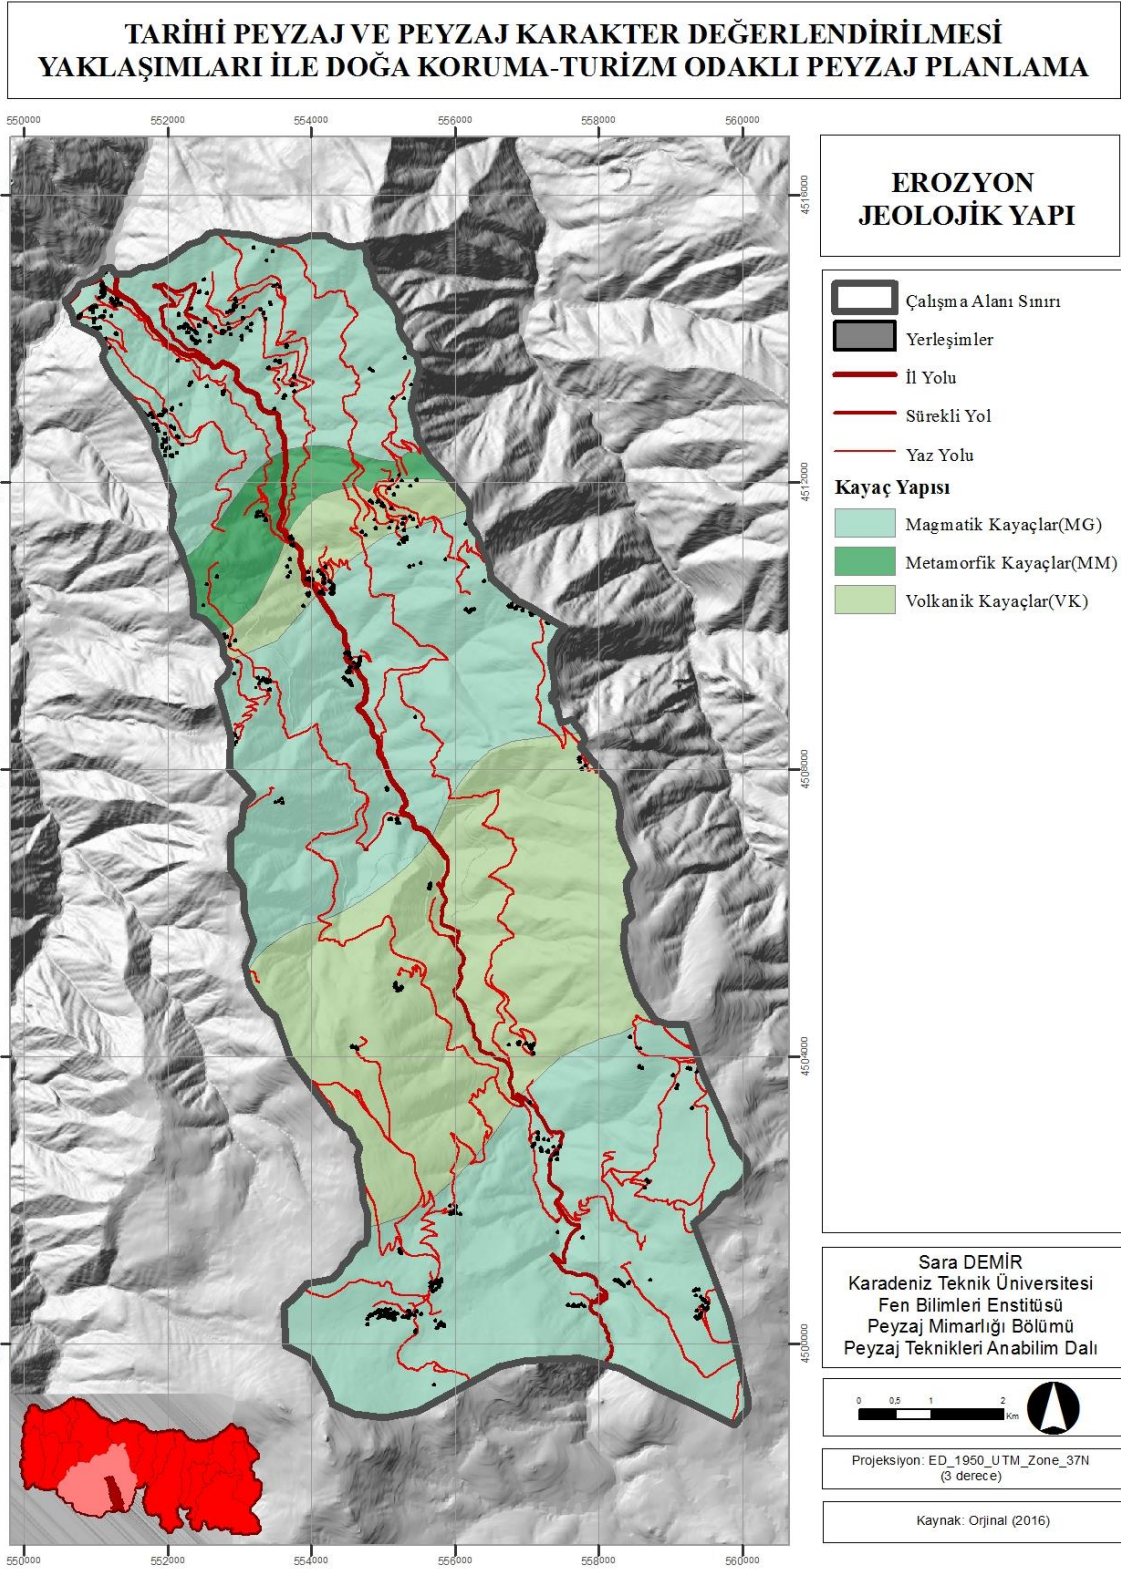 TARİHİ PEYZAJ VE PEYZAJ KARAKTER DEĞERLENDİRİLMESİ
YAKLAŞIMLARI İLE DOĞA KORUMA-TURİZM ODAKLI PEYZAJ PLANLAMA
550000 552000 554000 556000 558000 560000
4516000
4512000
4508000
4504000
4500000
550000 552000 554000 556000 558000 560000
EROZYON
JEOLOJİK YAPI
Çalışma Alanı Sınırı
Yerleşimler
İl Yolu
Sürekli Yol
Yaz Yolu
Kayaç Yapısı
Magmatik Kayaçlar(MG)
Metamorfik Kayaçlar(MM)
Volkanik Kayaçlar(VK)
Sara DEMİR
Karadeniz Teknik Üniversitesi
Fen Bilimleri Enstitüsü
Peyzaj Mimarlığı Bölümü
Peyzaj Teknikleri Anabilim Dalı
0 0,5 1 2
Km
Projeksiyon: ED_1950_UTM_Zone_37N
(3 derece)
Kaynak: Orjinal (2016)